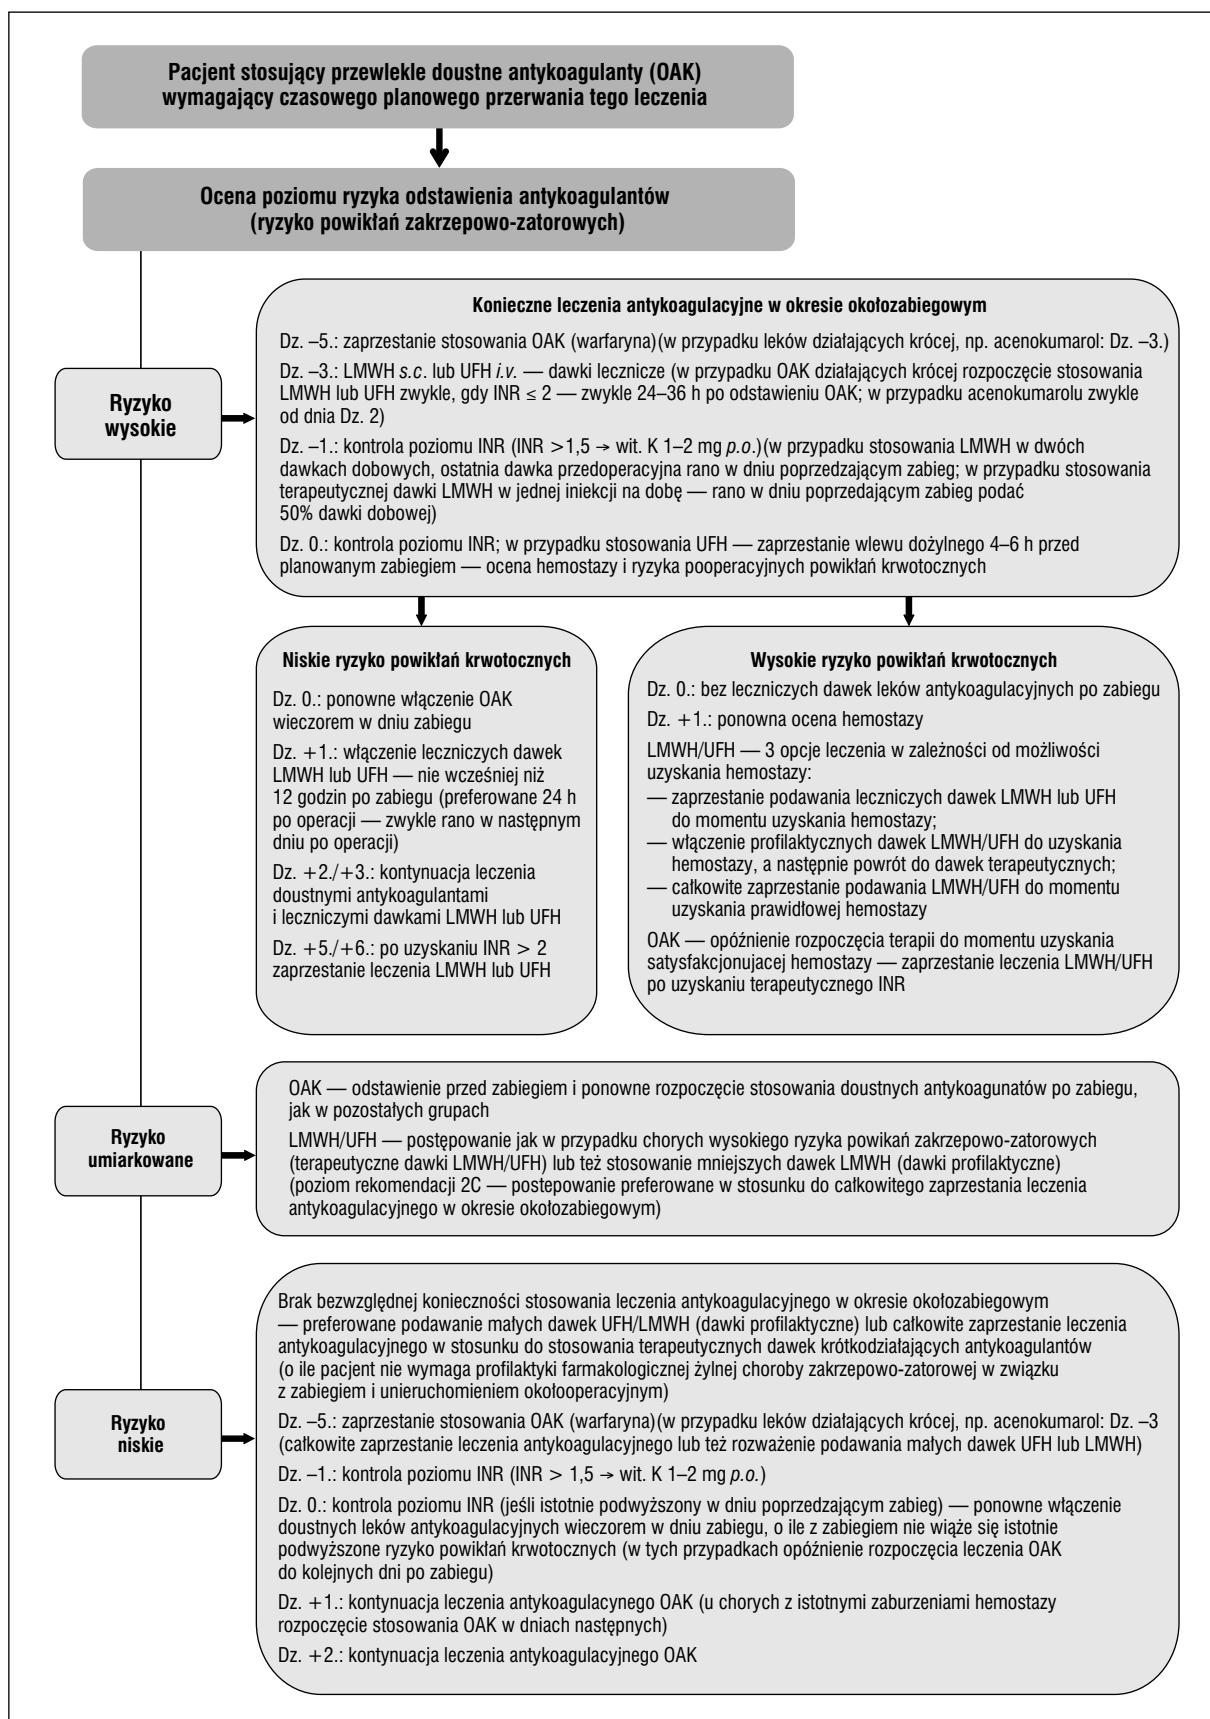 Pacjent stosujący przewlekle doustne antykoagulanty (OAK)
wymagający czasowego planowego przerwania tego leczenia
Ocena poziomu ryzyka odstawienia antykoagulantów
(ryzyko powikłań zakrzepowo-zatorowych)
Ryzyko
wysokie
Konieczne leczenia antykoagulacyjne w okresie okołozabiegowym
Dz. –5.: zaprzestanie stosowania OAK (warfaryna)(w przypadku leków działających krócej, np. acenokumarol: Dz. –3.)
Dz. –3.: LMWH s.c. lub UFH i.v. — dawki lecznicze (w przypadku OAK działających krócej rozpoczęcie stosowania
LMWH lub UFH zwykle, gdy INR ≤ 2 — zwykle 24–36 h po odstawieniu OAK; w przypadku acenokumarolu zwykle
od dnia Dz. 2)
Dz. –1.: kontrola poziomu INR (INR >1,5 → wit. K 1–2 mg p.o.)(w przypadku stosowania LMWH w dwóch
dawkach dobowych, ostatnia dawka przedoperacyjna rano w dniu poprzedzającym zabieg; w przypadku stosowania
terapeutycznej dawki LMWH w jednej iniekcji na dobę — rano w dniu poprzedającym zabieg podać
50% dawki dobowej)
Dz. 0.: kontrola poziomu INR; w przypadku stosowania UFH — zaprzestanie wlewu dożylnego 4–6 h przed
planowanym zabiegiem — ocena hemostazy i ryzyka pooperacyjnych powikłań krwotocznych
Niskie ryzyko powikłań krwotocznych
Dz. 0.: ponowne włączenie OAK
wieczorem w dniu zabiegu
Dz. +1.: włączenie leczniczych dawek
LMWH lub UFH — nie wcześniej niż
12 godzin po zabiegu (preferowane 24 h
po operacji — zwykle rano w następnym
dniu po operacji)
Dz. +2./+3.: kontynuacja leczenia
doustnymi antykoagulantami
i leczniczymi dawkami LMWH lub UFH
Dz. +5./+6.: po uzyskaniu INR > 2
zaprzestanie leczenia LMWH lub UFH
Wysokie ryzyko powikłań krwotocznych
Dz. 0.: bez leczniczych dawek leków antykoagulacyjnych po zabiegu
Dz. +1.: ponowna ocena hemostazy
LMWH/UFH — 3 opcje leczenia w zależności od możliwości
uzyskania hemostazy:
— zaprzestanie podawania leczniczych dawek LMWH lub UFH
do momentu uzyskania hemostazy;
— włączenie profilaktycznych dawek LMWH/UFH do uzyskania
hemostazy, a następnie powrót do dawek terapeutycznych;
— całkowite zaprzestanie podawania LMWH/UFH do momentu
uzyskania prawidłowej hemostazy
OAK — opóźnienie rozpoczęcia terapii do momentu uzyskania
satysfakcjonujacej hemostazy — zaprzestanie leczenia LMWH/UFH
po uzyskaniu terapeutycznego INR
Ryzyko
umiarkowane
OAK — odstawienie przed zabiegiem i ponowne rozpoczęcie stosowania doustnych antykoagunatów po zabiegu,
jak w pozostałych grupach
LMWH/UFH — postępowanie jak w przypadku chorych wysokiego ryzyka powikań zakrzepowo-zatorowych
(terapeutyczne dawki LMWH/UFH) lub też stosowanie mniejszych dawek LMWH (dawki profilaktyczne)
(poziom rekomendacji 2C — postepowanie preferowane w stosunku do całkowitego zaprzestania leczenia
antykoagulacyjnego w okresie okołozabiegowym)
Ryzyko
niskie
Brak bezwzględnej konieczności stosowania leczenia antykoagulacyjnego w okresie okołozabiegowym
— preferowane podawanie małych dawek UFH/LMWH (dawki profilaktyczne) lub całkowite zaprzestanie leczenia
antykoagulacyjnego w stosunku do stosowania terapeutycznych dawek krótkodziałających antykoagulantów
(o ile pacjent nie wymaga profilaktyki farmakologicznej żylnej choroby zakrzepowo-zatorowej w związku
z zabiegiem i unieruchomieniem okołooperacyjnym)
Dz. –5.: zaprzestanie stosowania OAK (warfaryna)(w przypadku leków działających krócej, np. acenokumarol: Dz. –3
(całkowite zaprzestanie leczenia antykoagulacyjnego lub też rozważenie podawania małych dawek UFH lub LMWH)
Dz. –1.: kontrola poziomu INR (INR > 1,5 → wit. K 1–2 mg p.o.)
Dz. 0.: kontrola poziomu INR (jeśli istotnie podwyższony w dniu poprzedzającym zabieg) — ponowne włączenie
doustnych leków antykoagulacyjnych wieczorem w dniu zabiegu, o ile z zabiegiem nie wiąże się istotnie
podwyższone ryzyko powikłań krwotocznych (w tych przypadkach opóźnienie rozpoczęcia leczenia OAK
do kolejnych dni po zabiegu)
Dz. +1.: kontynuacja leczenia antykoagulacynego OAK (u chorych z istotnymi zaburzeniami hemostazy
rozpoczęcie stosowania OAK w dniach następnych)
Dz. +2.: kontynuacja leczenia antykoagulacyjnego OAK